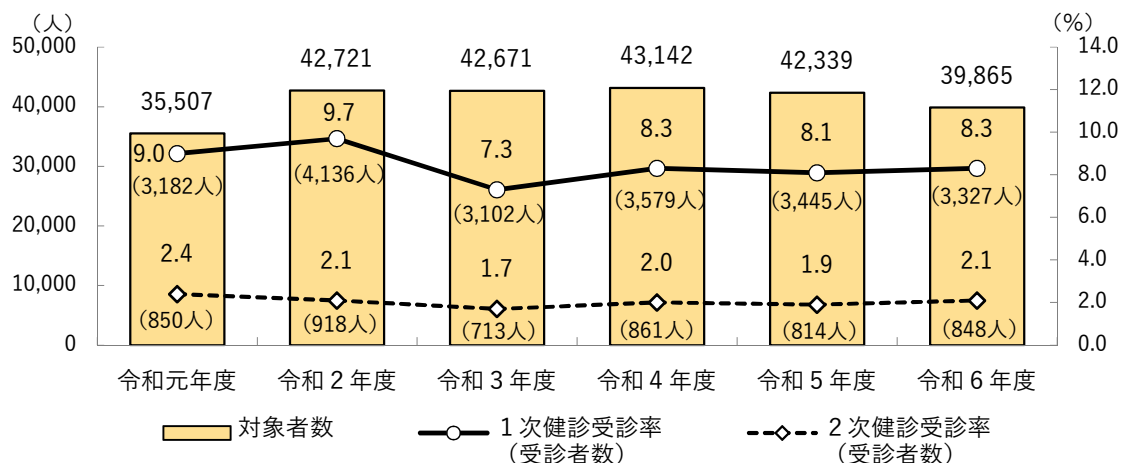 (人)
(%)
50,000
40,000
30,000
20,000
10,000
0
14.0
12.0
10.0
8.0
6.0
4.0
2.0
0.0
35,507
42,721
42,671
43,142
42,339
39,865
9.0
9.7
7.3
8.3
8.1
8.3
(3,182人)
(4,136人)
(3,102人)
(3,579人)
(3,445人)
(3,327人)
2.4
2.1
1.7
2.0
1.9
2.1
(850人)
(918人)
(713人)
(861人)
(814人)
(848人)
令和元年度
令和2年度
令和3年度
令和4年度
令和5年度
令和6年度
対象者数
1次健診受診率
(受診者数)
2次健診受診率
(受診者数)